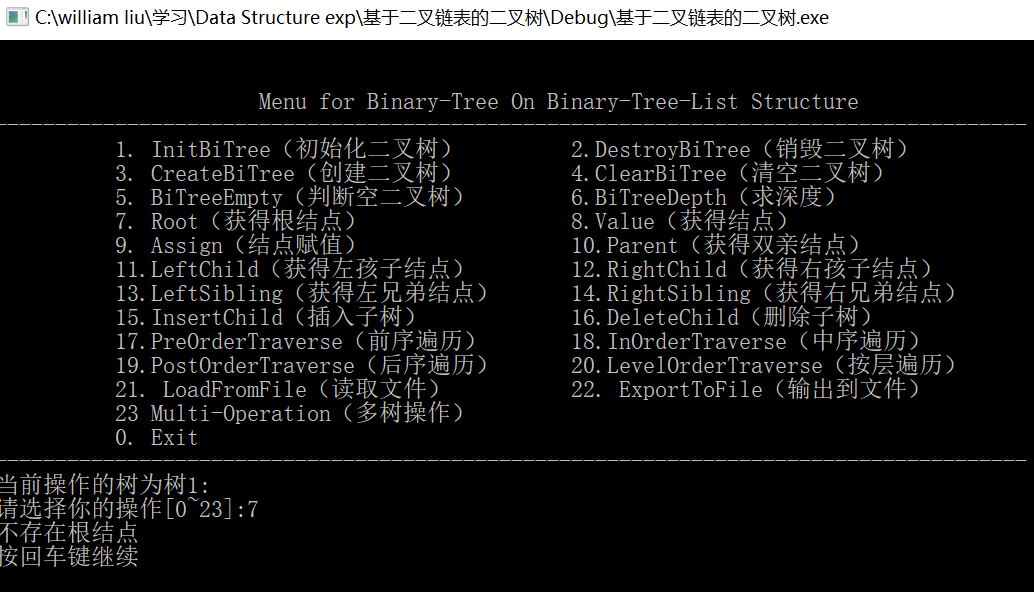 C:\william liu\学习\Data Structure exp\基于二叉链表的二叉树\Debug\基于二叉链表的二叉树.exe
Menu for Binary-Tree On Binary-Tree-List Structure
1. InitBiTree（初始化二叉树） 2.DestroyBiTree（销毁二叉树）
3. CreateBiTree（创建二叉树） 4.ClearBiTree（清空二叉树）
5. BiTreeEmpty（判断空二叉树） 6.BiTreeDepth（求深度）
7. Root（获得根结点） 8.Value（获得结点）
9. Assign（结点赋值） 10.Parent（获得双亲结点）
11.LeftChild（获得左孩子结点） 12.RightChild（获得右孩子结点）
13.LeftSibling（获得左兄弟结点） 14.RightSibling（获得右兄弟结点）
15.InsertChild（插入子树） 16.DeleteChild（删除子树）
17.PreOrderTraverse（前序遍历） 18.InOrderTraverse（中序遍历）
19.PostOrderTraverse（后序遍历） 20.LevelOrderTraverse（按层遍历）
21. LoadFromFile（读取文件） 22. ExportToFile（输出到文件）
23 Multi-Operation（多树操作）
0. Exit
当前操作的树为树1:
请选择你的操作[0~23]:7
不存在根结点
按回车键继续